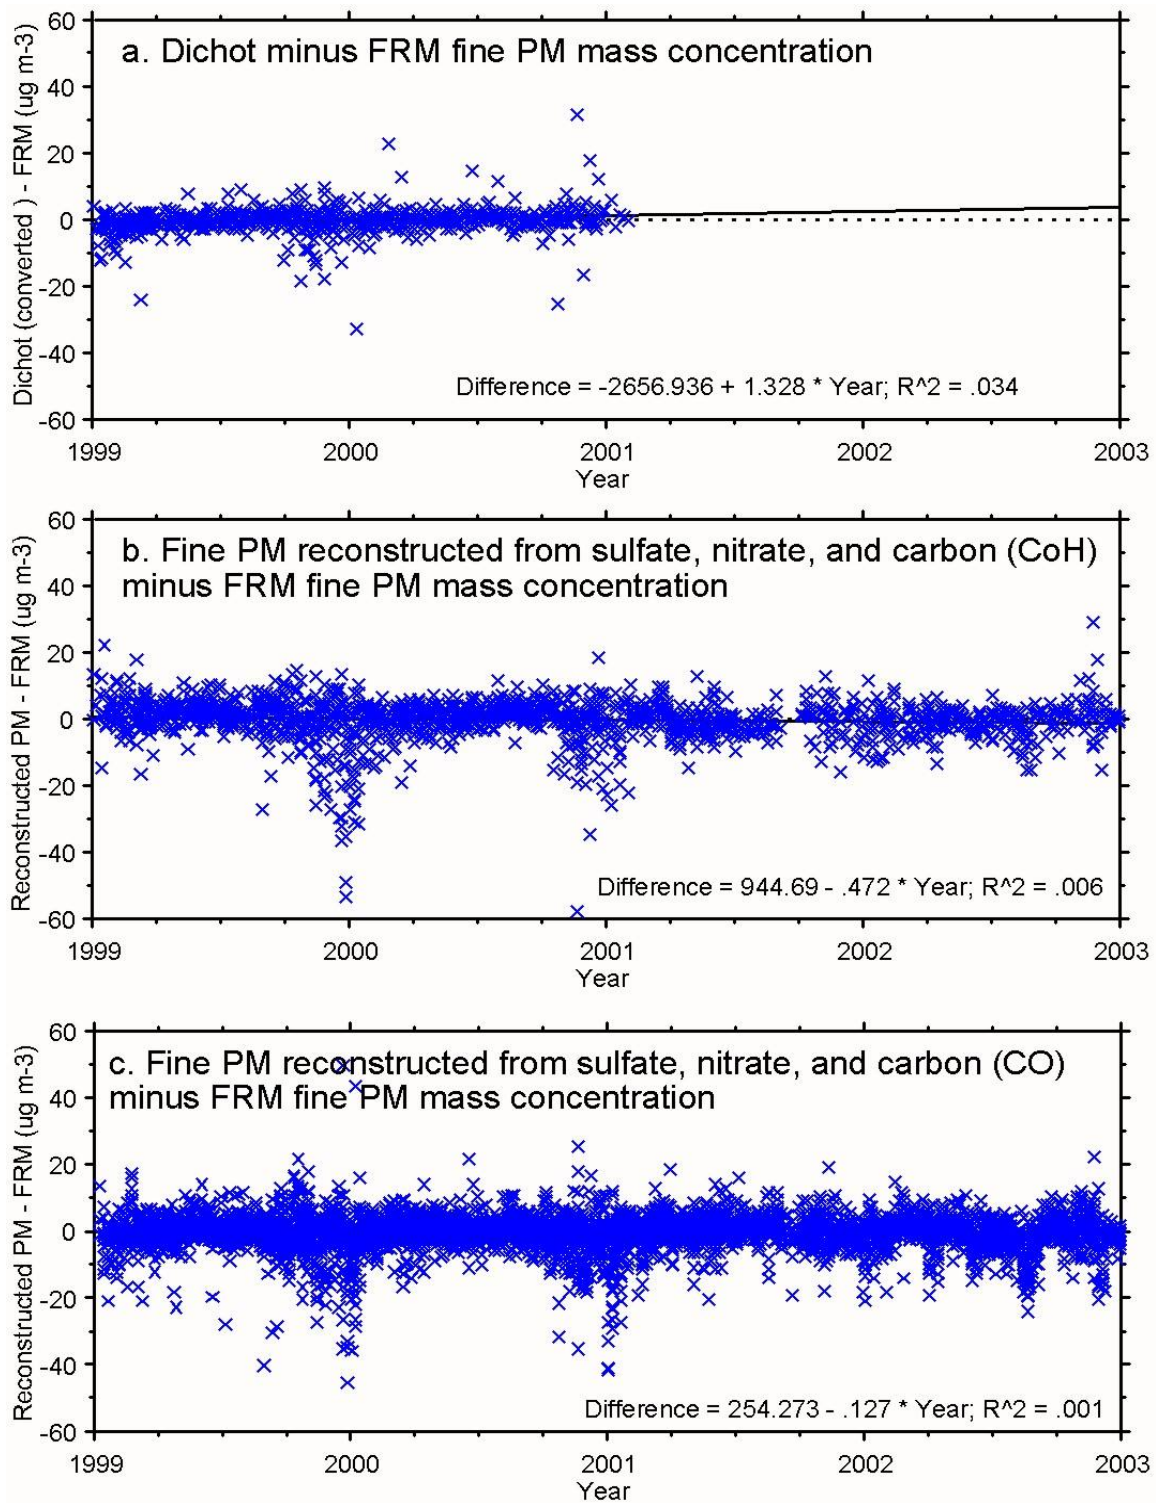 a. Dichot minus FRM fine PM mass concentration
Dichot (converted ) - FRM (ug m-3)
60
40
20
0
-20
-40
-60
Difference = -2656.936 + 1.328 * Year; R^2 = .034
1999 2000 2001 2002 2003
Year
b. Fine PM reconstructed from sulfate, nitrate, and carbon (CoH)
minus FRM fine PM mass concentration
Reconstructed PM - FRM (ug m-3)
60
40
20
0
-20
-40
-60
Difference = 944.69 - .472 * Year; R^2 = .006
1999 2000 2001 2002 2003
Year
c. Fine PM reconstructed from sulfate, nitrate, and carbon (CO)
minus FRM fine PM mass concentration
Reconstructed PM - FRM (ug m-3)
60
40
20
0
-20
-40
-60
Difference = 254.273 - .127 * Year; R^2 = .001
1999 2000 2001 2002 2003
Year